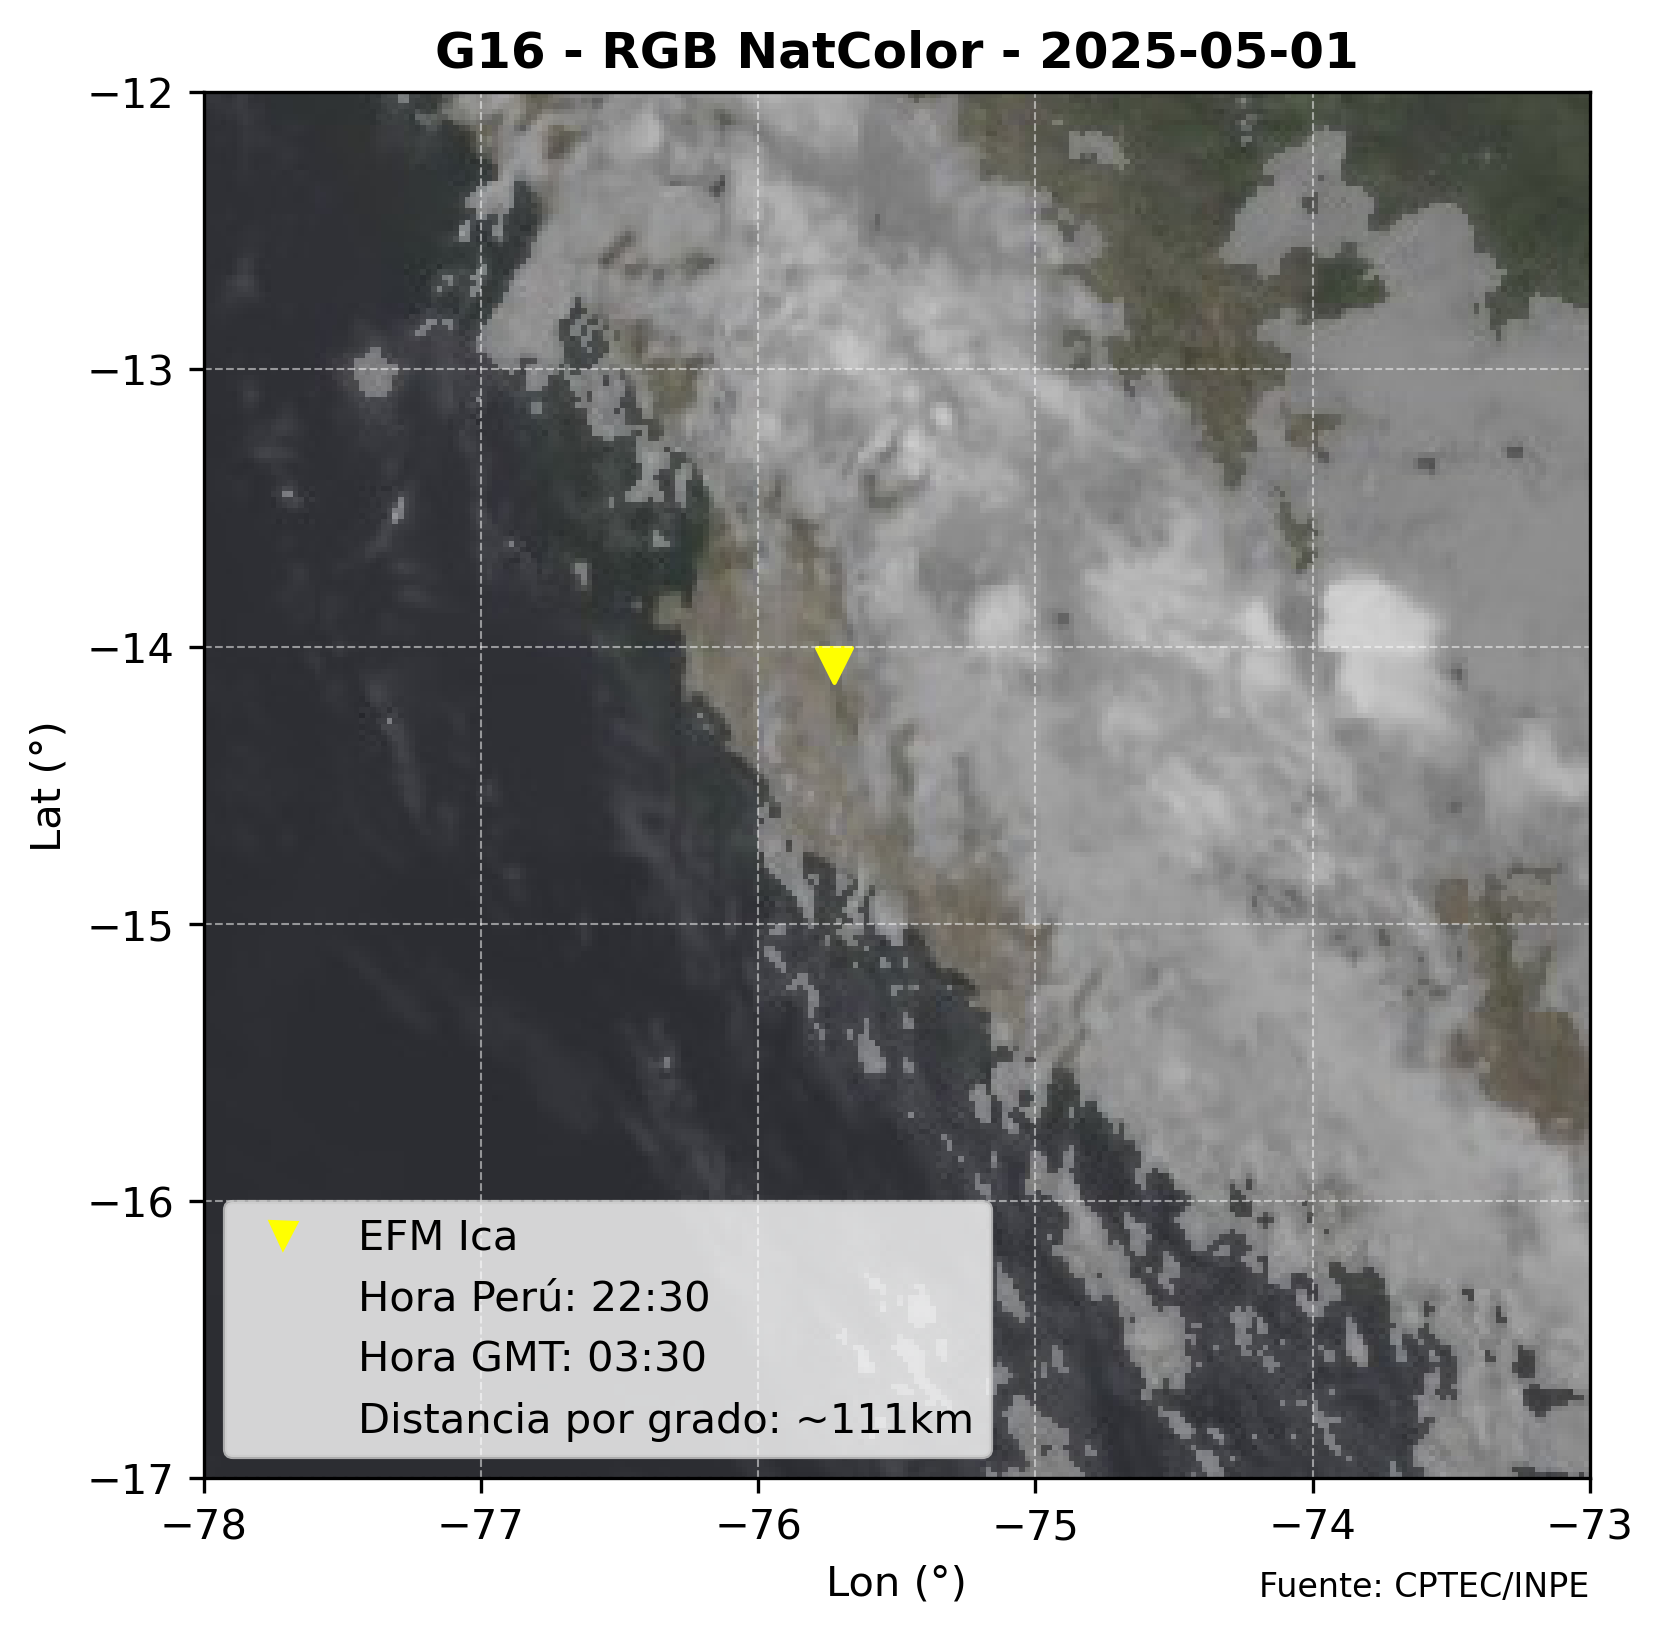 G16 - RGB NatColor - 2025-05-01
−12
−13
−14
−15
−16
−17
Lat (°)
EFM Ica
Hora Perú: 22:30
Hora GMT: 03:30
Distancia por grado: ~111km
−78 −77 −76 −75 −74 −73
Lon (°)
Fuente: CPTEC/INPE